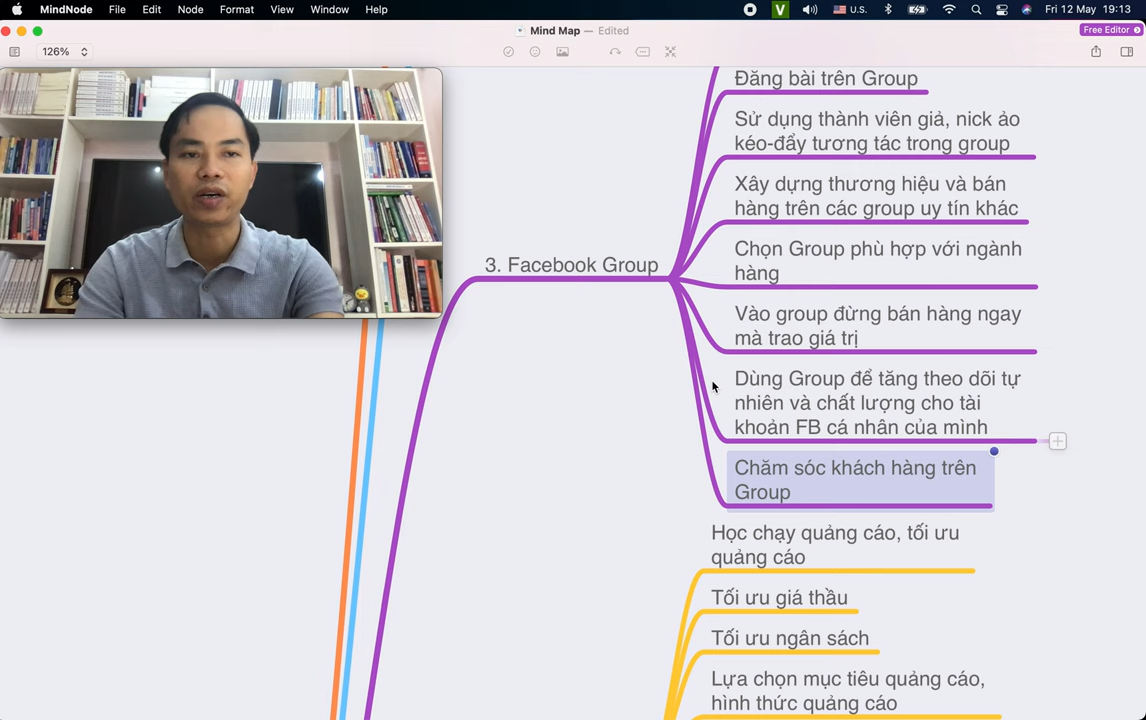 MindNode File Edit Node Format View Window Help
V U.S. Fri 12 May 19:13
Mind Map — Edited
Free Editor
126%
Đăng bài trên Group
Sử dụng thành viên giả, nick ảo
kéo-đẩy tương tác trong group
Xây dựng thương hiệu và bán
hàng trên các group uy tín khác
3. Facebook Group
Chọn Group phù hợp với ngành
hàng
Vào group đừng bán hàng ngay
mà trao giá trị
Dùng Group để tăng theo dõi tự
nhiên và chất lượng cho tài
khoản FB cá nhân của mình
Chăm sóc khách hàng trên
Group
Học chạy quảng cáo, tối ưu
quảng cáo
Tối ưu giá thầu
Tối ưu ngân sách
Lựa chọn mục tiêu quảng cáo,
hình thức quảng cáo